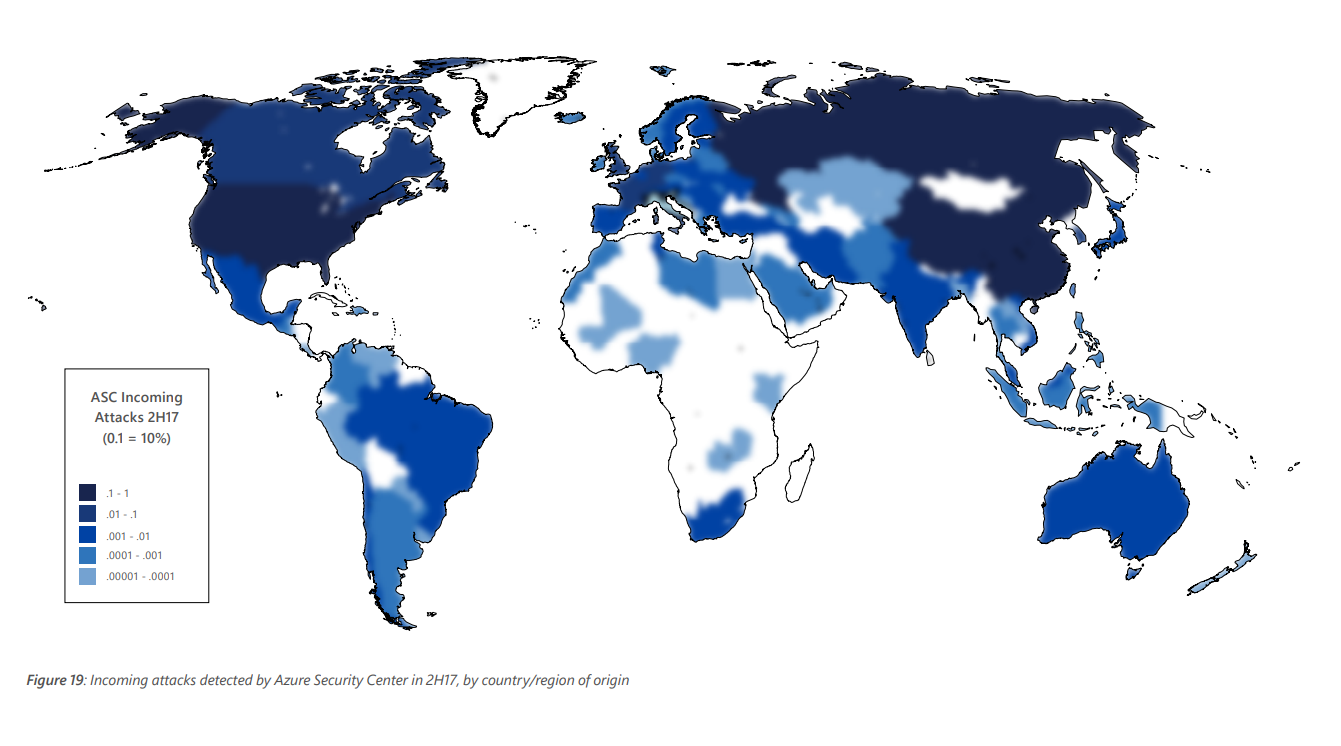 ASC Incoming
Attacks 2H17
(0.1 = 10%)
.1 - 1
.01 - .1
.001 - .01
.0001 - .001
.00001 - .0001
Figure 19: Incoming attacks detected by Azure Security Center in 2H17, by country/region of origin